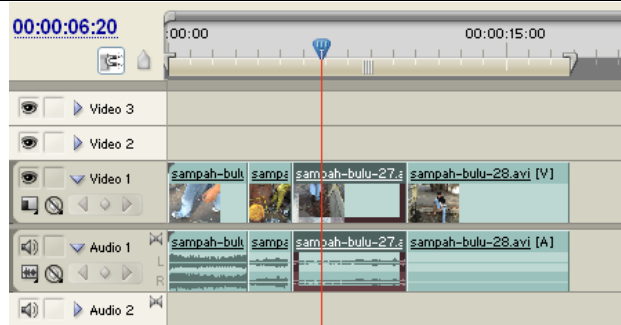 00:00:06:20
:00:00 00:00:15:00
Video 3
Video 2
Video 1
sampah-bulu sampa sampah-bulu-27.a sampah-bulu-28.avi [V]
Audio 1
sampah-bulu sampa sampah-bulu-27.a sampah-bulu-28.avi [A]
L
R
Audio 2